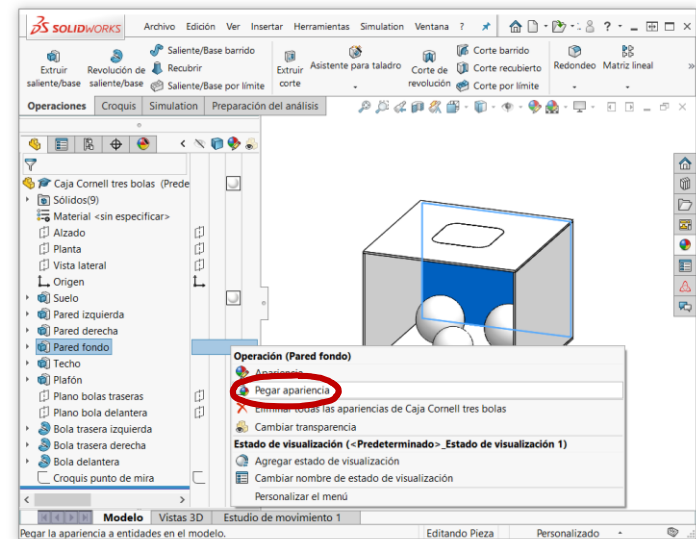 SOLIDWORKS Archivo Edición Ver Insertar Herramientas Simulation Ventana ?
Extruir saliente/base
Revolución de saliente/base
Saliente/Base barrido
Recubrir
Saliente/Base por límite
Extruir corte
Asistente para taladro
Corte de revolución
Corte barrido
Corte recubierto
Corte por límite
Redondeo
Matriz lineal
Operaciones Croquis Simulation Preparación del análisis
Caja Cornell tres bolas (Prede
Sólidos(9)
Material <sin especificar>
Alzado
Planta
Vista lateral
Origen
Suelo
Pared izquierda
Pared derecha
Pared fondo
Techo
Plafón
Plano bolas traseras
Plano bola delantera
Bola trasera izquierda
Bola trasera derecha
Bola delantera
Croquis punto de mira
Operación (Pared fondo)
Apariencia
Pegar apariencia
Eliminar todas las apariencias de Caja Cornell tres bolas
Cambiar transparencia
Estado de visualización (<Predeterminado>_Estado de visualización 1)
Agregar estado de visualización
Cambiar nombre de estado de visualización
Personalizar el menú
Modelo Vistas 3D Estudio de movimiento 1
Pegar la apariencia a entidades en el modelo. Editando Pieza Personalizado